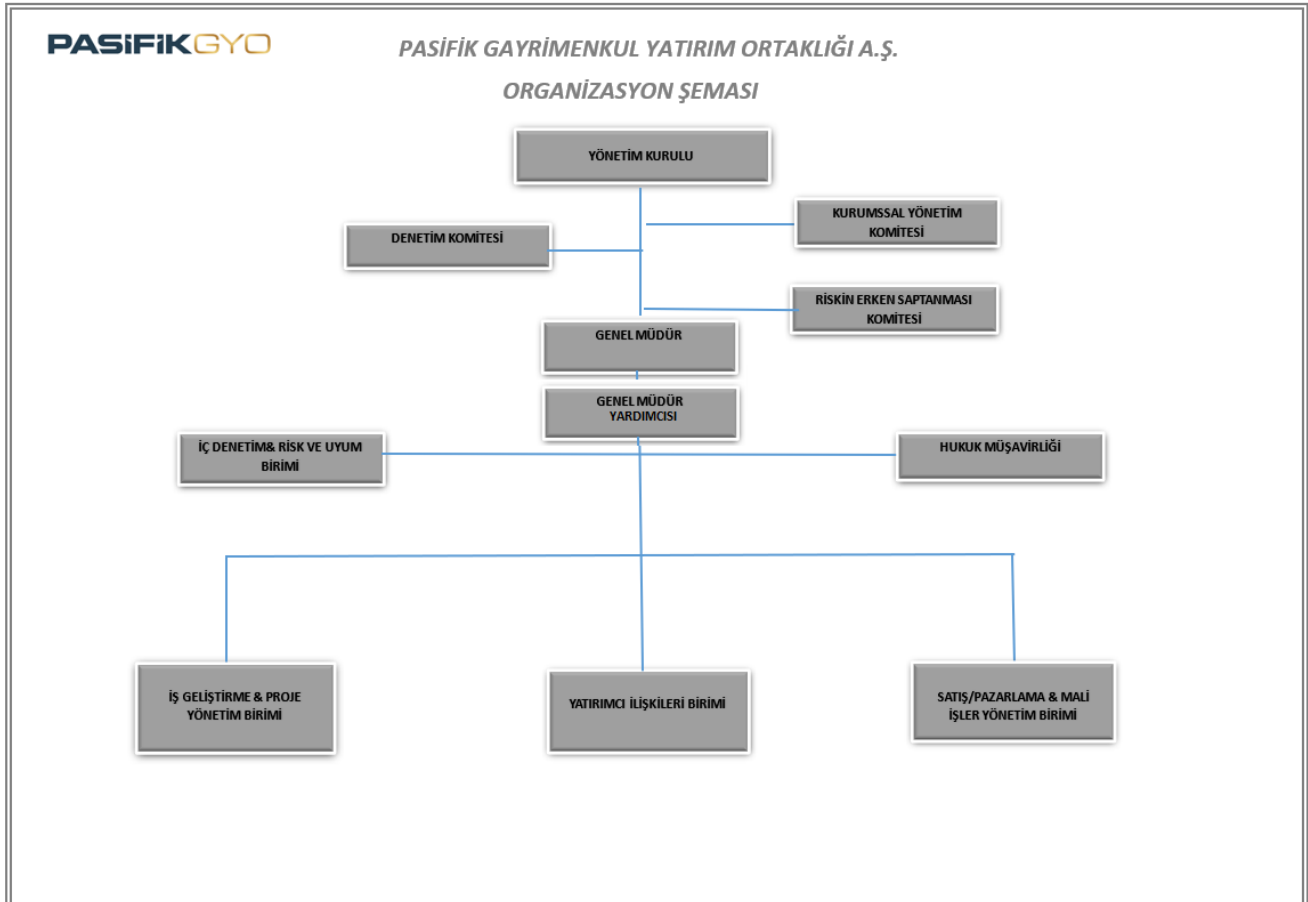 PASİFİKGYO
PASİFİK GAYRİMENKUL YATIRIM ORTAKLIĞI A.Ş.
ORGANİZASYON ŞEMASI
YÖNETİM KURULU
KURUMSSAL YÖNETİM
KOMİTESİ
DENETİM KOMİTESİ
RİSKİN ERKEN SAPTANMASI
KOMİTESİ
GENEL MÜDÜR
GENEL MÜDÜR
YARDIMCISI
İÇ DENETİM& RİSK VE UYUM
BİRİMİ
HUKUK MÜŞAVİRLİĞİ
İŞ GELİŞTİRME & PROJE
YÖNETİM BİRİMİ
YATIRIMCI İLİŞKİLERİ BİRİMİ
SATIŞ/PAZARLAMA & MALİ
İŞLER YÖNETİM BİRİMİ